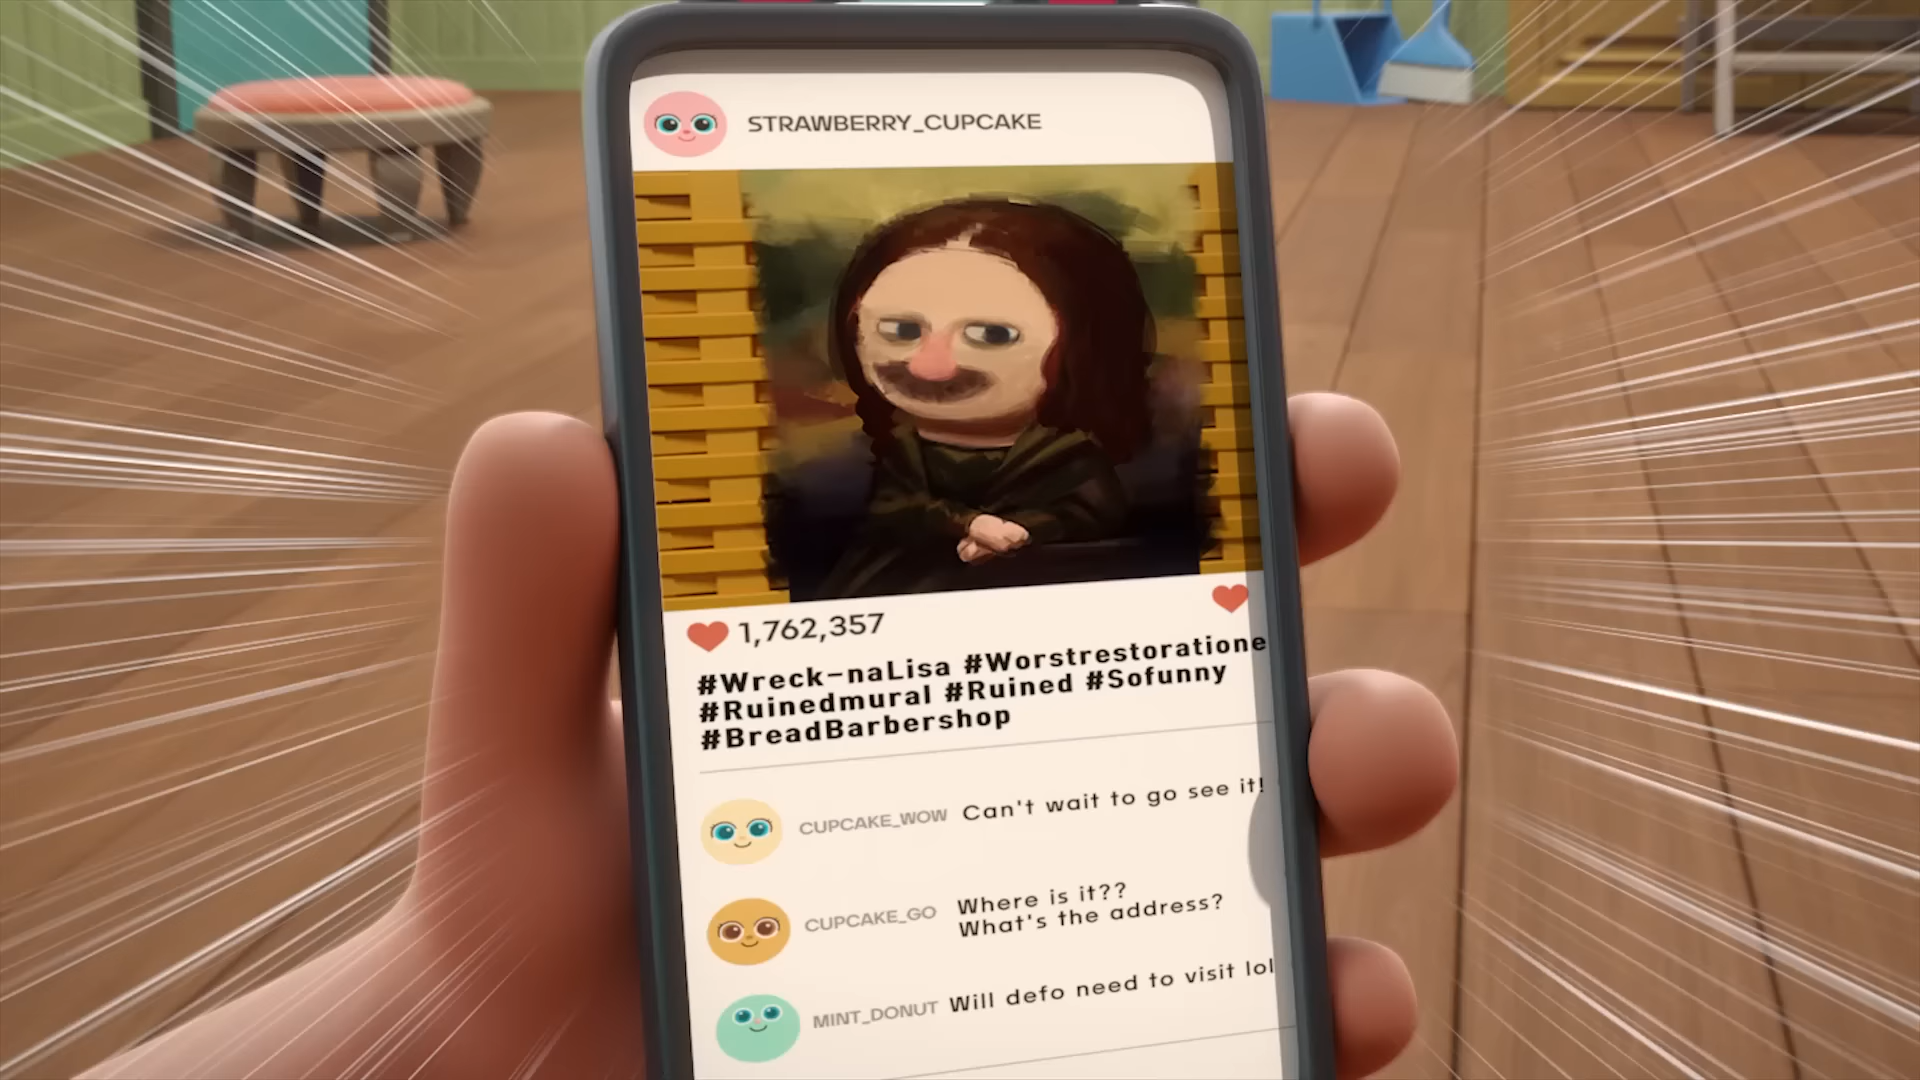 STRAWBERRY_CUPCAKE
1,762,357
#Wreck-naLisa #Worstrestoratione
#Ruinedmural #Ruined #Sofunny
#BreadBarbershop
CUPCAKE_WOW Can't wait to go see it!
CUPCAKE_GO Where is it??
What's the address?
MINT_DONUT Will defo need to visit lol